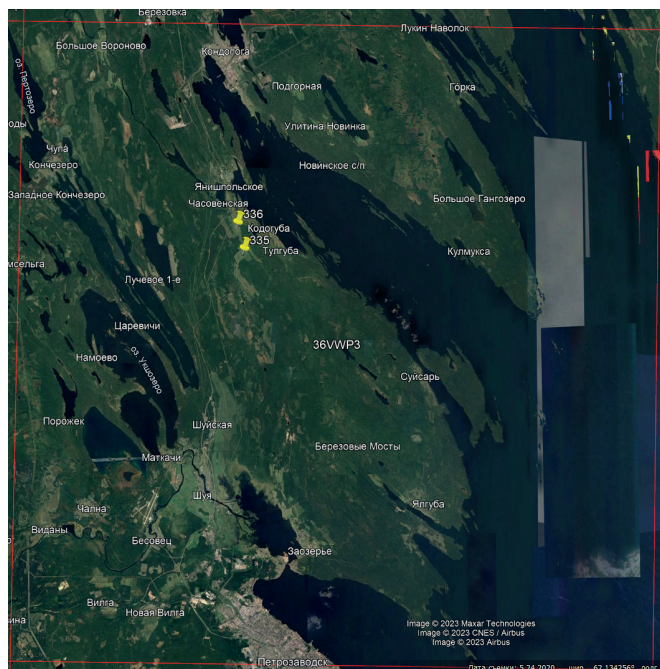 Березовка
Лукин Наволок
Большое Вороново
Кондопога
оз. Пертозеро
Подгорная
Горка
Улитина Новинка
Чупа
Кончезеро
Новинское с/п
Янишпольское
Западное Кончезеро
Часовенская
Большое Гангозеро
336
Кодогуба
335
Тулгуба
Кулмукса
Лучевое 1-е
Царевичи
36VWP3
Намоево
оз. Укшозеро
Суйсарь
Порожек
Шуйская
Березовые Мосты
Маткачи
Шуя
Ялгуба
Чална
Виданы
Бесовец
Заозерье
Вилга
Новая Вилга
Image © 2023 Maxar Technologies
Image © 2023 CNES / Airbus
Image © 2023 Airbus
Петрозаводск